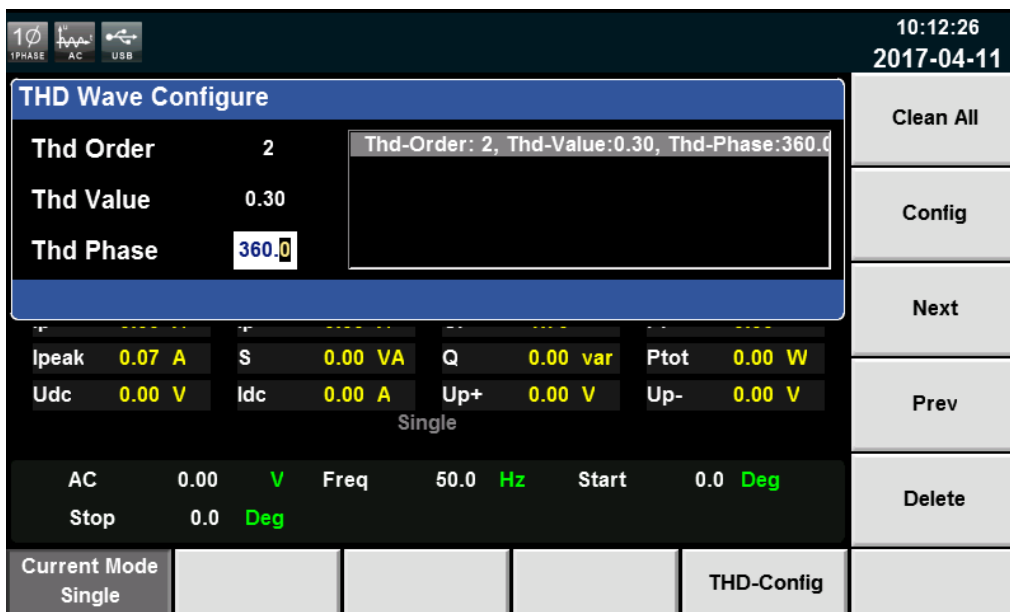 1Ø
1PHASE
AC
USB
10:12:26
2017-04-11
THD Wave Configure
Thd Order 2
Thd-Order: 2, Thd-Value:0.30, Thd-Phase:360.0
Thd Value 0.30
Thd Phase 360.0
Ipeak 0.07 A S 0.00 VA Q 0.00 var Ptot 0.00 W
Udc 0.00 V Idc 0.00 A Up+ 0.00 V Up- 0.00 V
Single
AC 0.00 V Freq 50.0 Hz Start 0.0 Deg
Stop 0.0 Deg
Clean All
Config
Next
Prev
Delete
Current Mode
Single
THD-Config